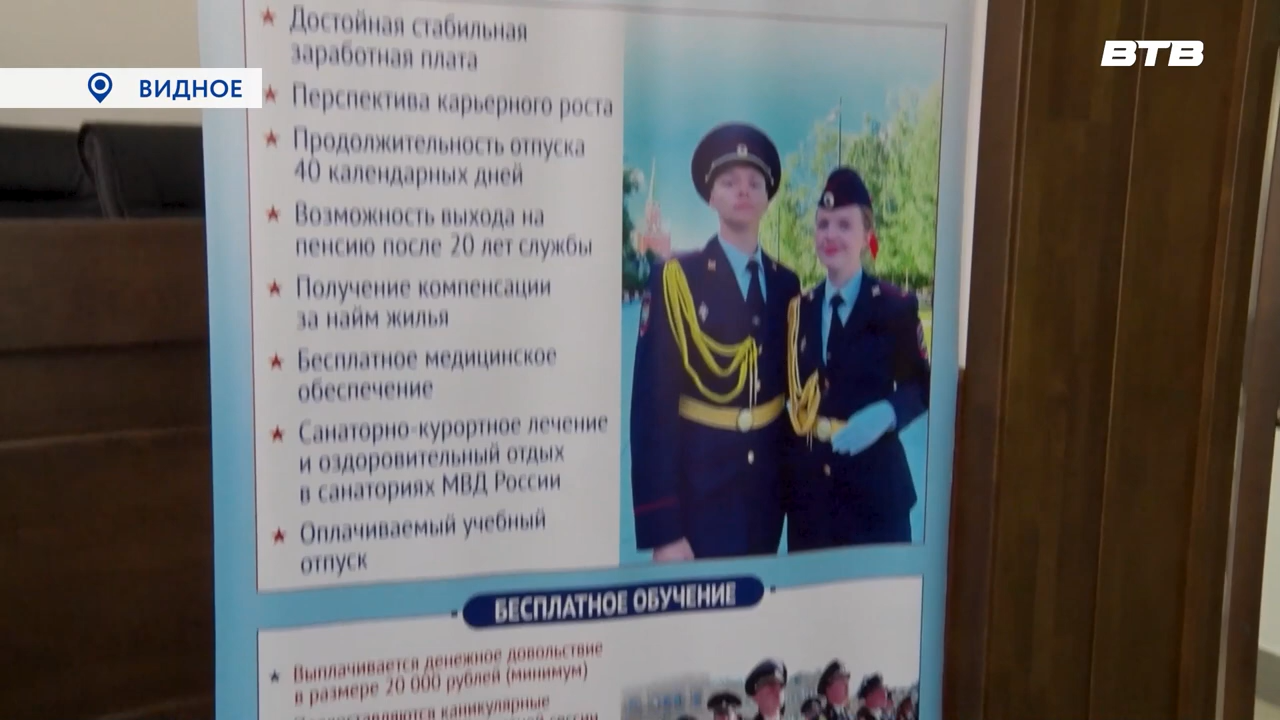 Достойная стабильная
заработная плата
ВТВ
ВИДНОЕ
Перспектива карьерного роста
Продолжительность отпуска
40 календарных дней
Возможность выхода на
пенсию после 20 лет службы
Получение компенсации
за найм жилья
Бесплатное медицинское
обеспечение
Санаторно-курортное лечение
и оздоровительный отдых
в санаториях МВД России
Оплачиваемый учебный
отпуск
БЕСПЛАТНОЕ ОБУЧЕНИЕ
Выплачивается денежное довольствие
в размере 20 000 рублей (минимум)
каникулярные